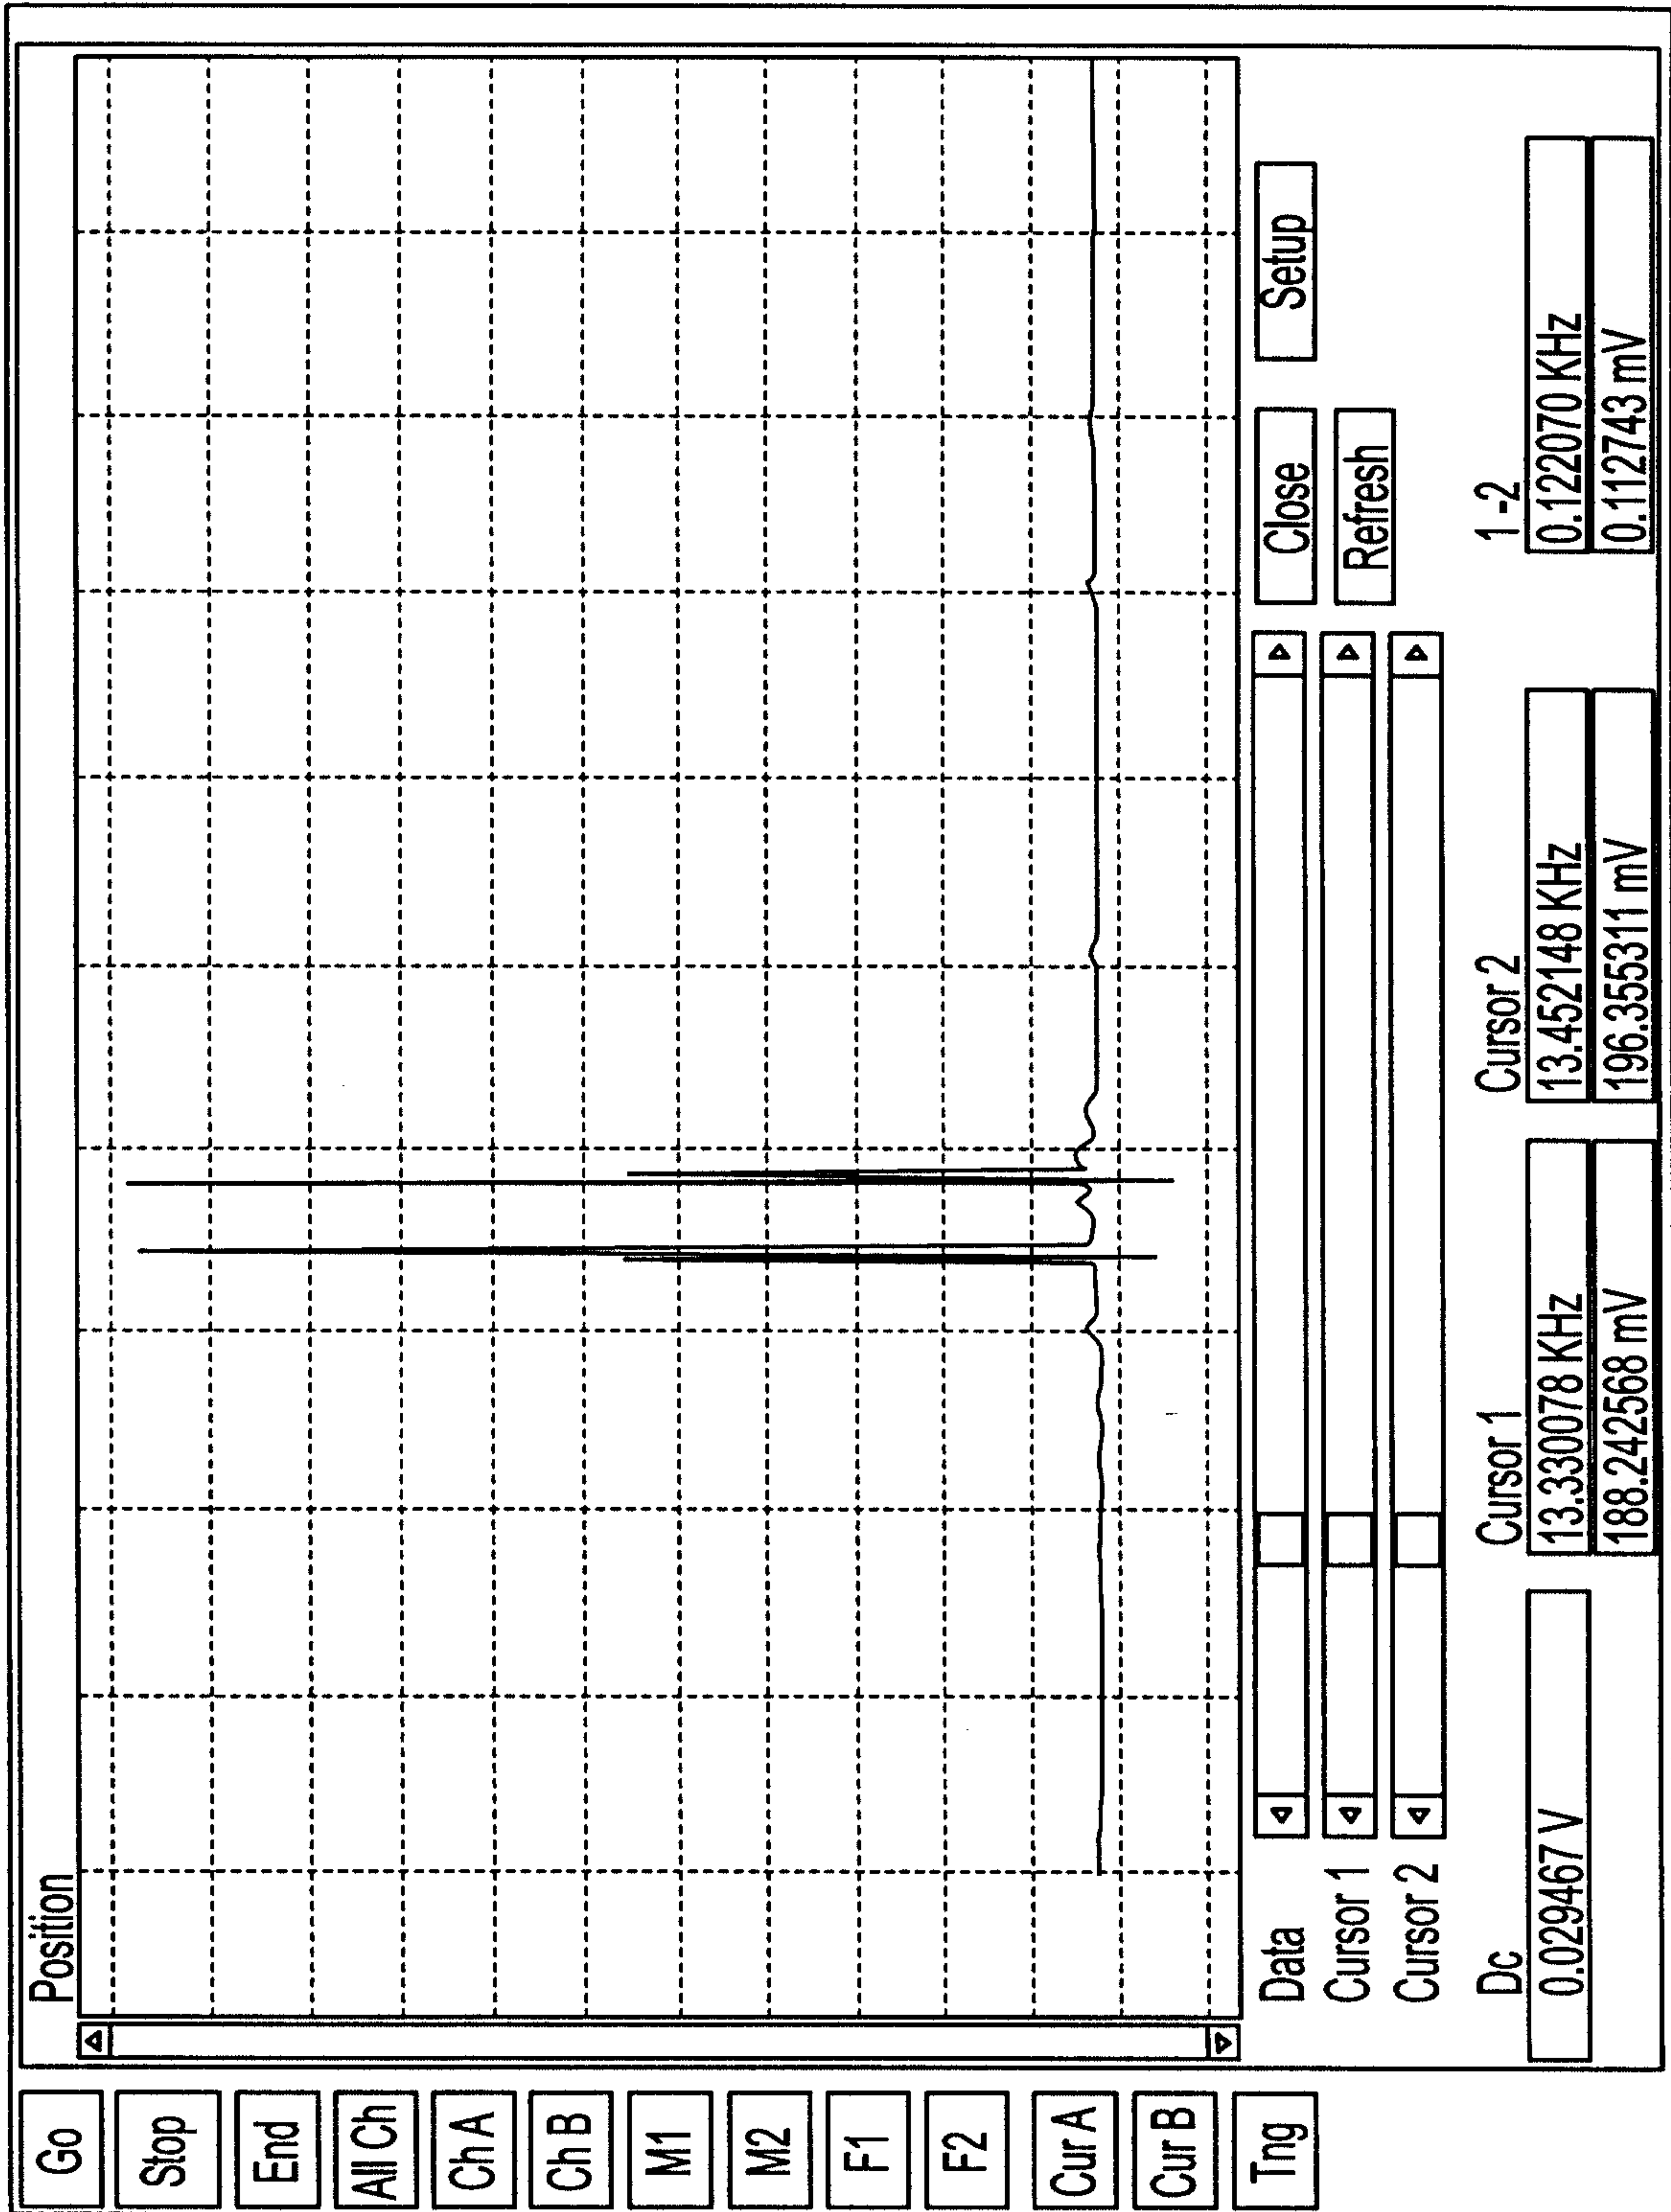 Go
Stop
End
All Ch
Ch A
Ch B
M1
M2
F1
F2
Cur A
Cur B
Tng
Position
Data
Cursor 1
Cursor 2
Close
Setup
Refresh
Dc
0.029467 V
Cursor 1
13.330078 KHz
188.242568 mV
Cursor 2
13.452148 KHz
196.355311 mV
1-2
0.122070 KHz
0.112743 mV